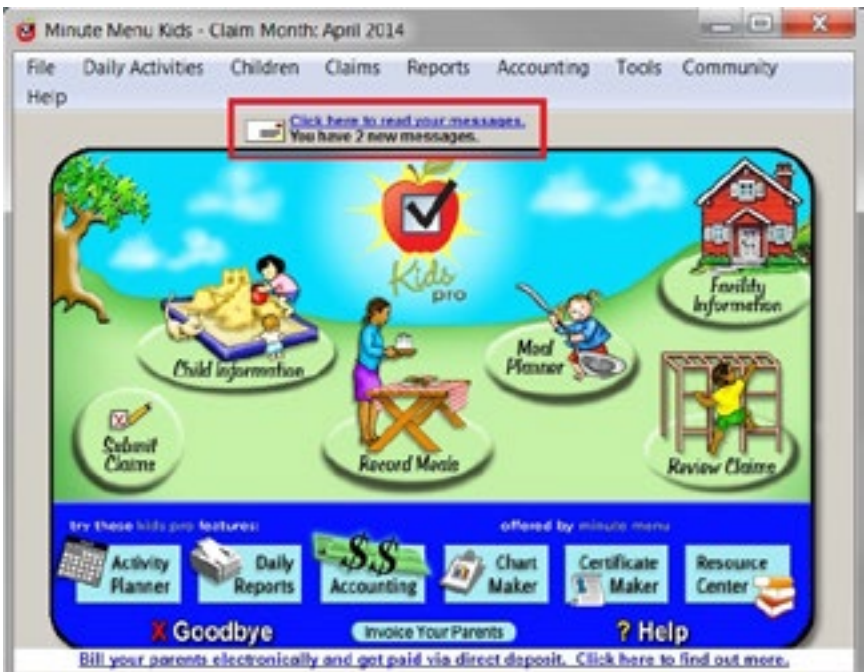 Minute Menu Kids - Claim Month: April 2014
File Daily Activities Children Claims Reports Accounting Tools Community
Help
Click here to read your messages.
You have 2 new messages.
Kids
pro
Facility
Information
Child Information
Meal
Planner
Submit
Claims
Record Meals
Review Claims
try these kids pro features:
offered by minute menu
Activity
Planner
Daily
Reports
Accounting
Chart
Maker
Certificate
Maker
Resource
Center
X Goodbye
Invoice Your Parents
? Help
Bill your parents electronically and get paid via direct deposit. Click here to find out more.